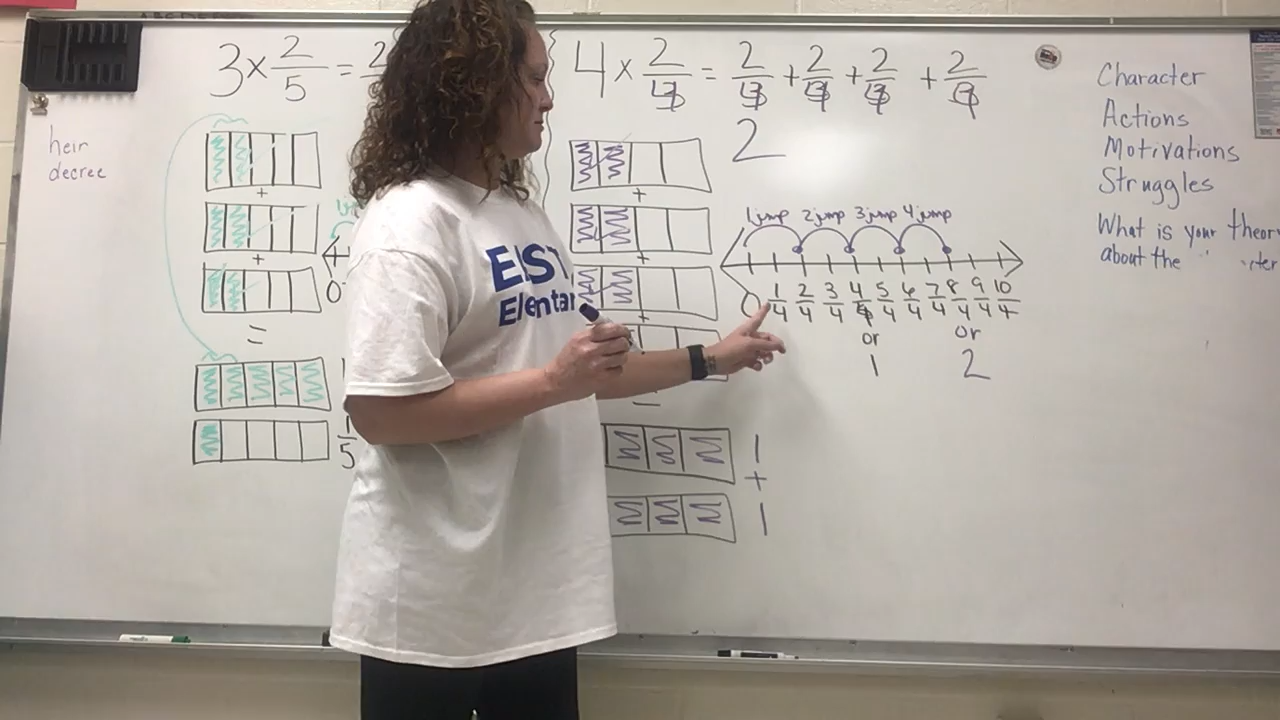 3 × 2/5 = 2
4 × 2/4 = 2/4 + 2/4 + 2/4 + 2/4
2
heir
decree
+
+
=
1/5
0
+
+
+
=
1
+
1
1 jump 2 jump 3 jump 4 jump
0 1/4 2/4 3/4 4/4 5/4 6/4 7/4 8/4 9/4 10/4
or or
1 2
EAST
Elementar
Character
Actions
Motivations
Struggles
What is your theory
about the